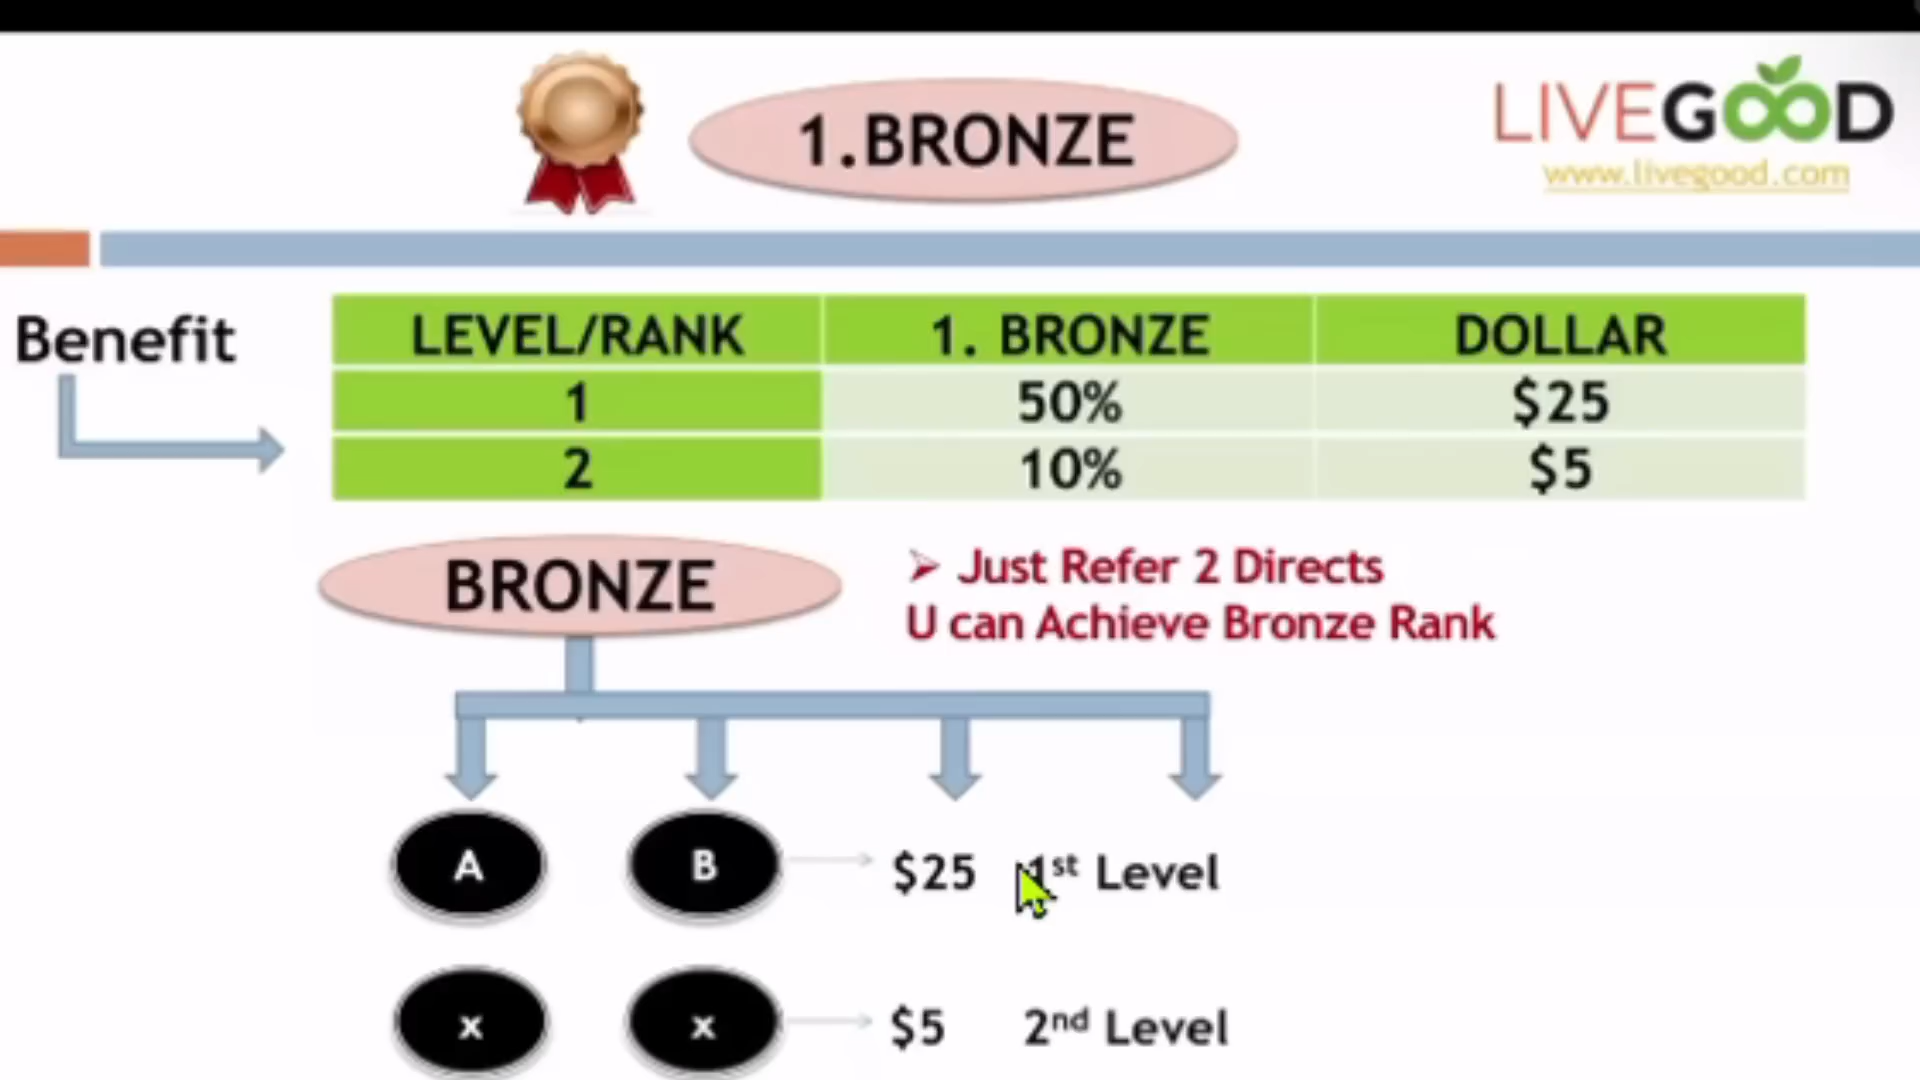 1.BRONZE
LIVEGOOD
www.livegood.com
Benefit
LEVEL/RANK 1. BRONZE DOLLAR
1 50% $25
2 10% $5
BRONZE
➢ Just Refer 2 Directs
U can Achieve Bronze Rank
A B $25 1st Level
x x $5 2nd Level